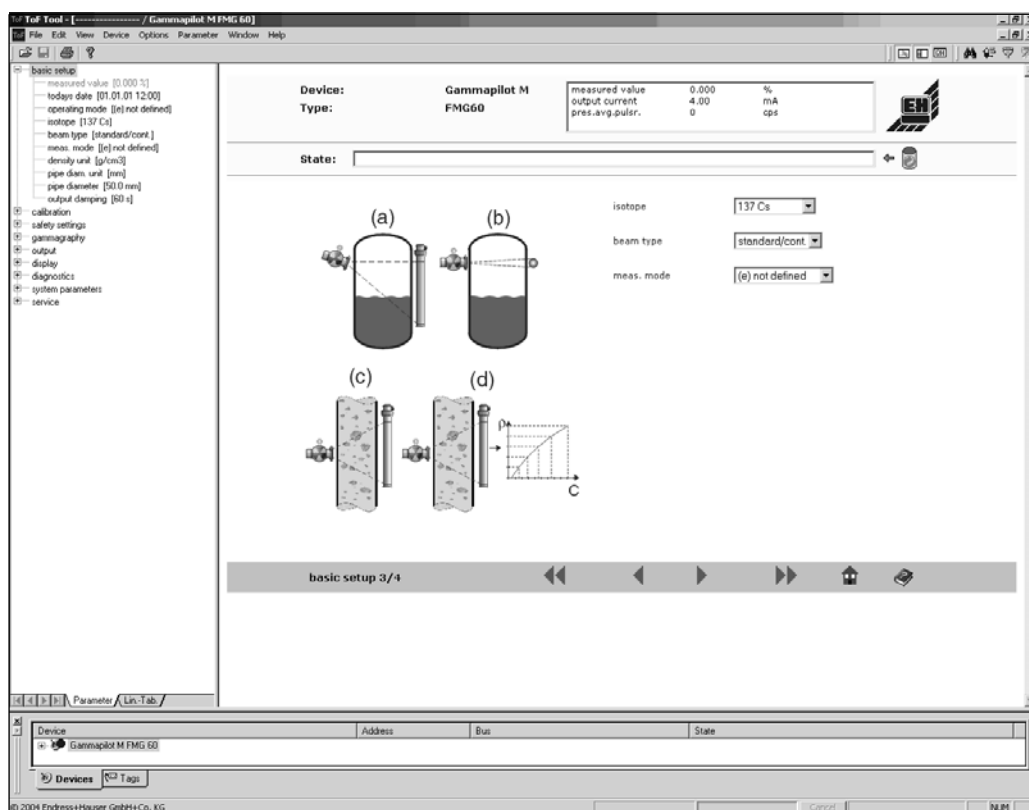 ToF Tool - [---------------- / Gammapilot M FMG 60]
File Edit View Device Options Parameter Window Help
basic setup
measured value [0.000 %]
todays date [01.01.01 12:00]
operating mode [(e) not defined]
isotope [137 Cs]
beam type [standard/cont.]
meas. mode [(e) not defined]
density unit [g/cm3]
pipe diam. unit [mm]
pipe diameter [50.0 mm]
output damping [60 s]
calibration
safety settings
gammagraphy
output
display
diagnostics
system parameters
service
Device: Gammapilot M
Type: FMG60
measured value 0.000 %
output current 4.00 mA
pres.avg.pulsr. 0 cps
EH
State:
isotope 137 Cs
beam type standard/cont.
meas. mode (e) not defined
(a) (b)
(c) (d)
ρ
C
basic setup 3/4
Parameter Lin.-Tab.
Device Address Bus State
Gammapilot M FMG 60
Devices Tags
© 2004 Endress+Hauser GmbH+Co. KG Cancel NUM